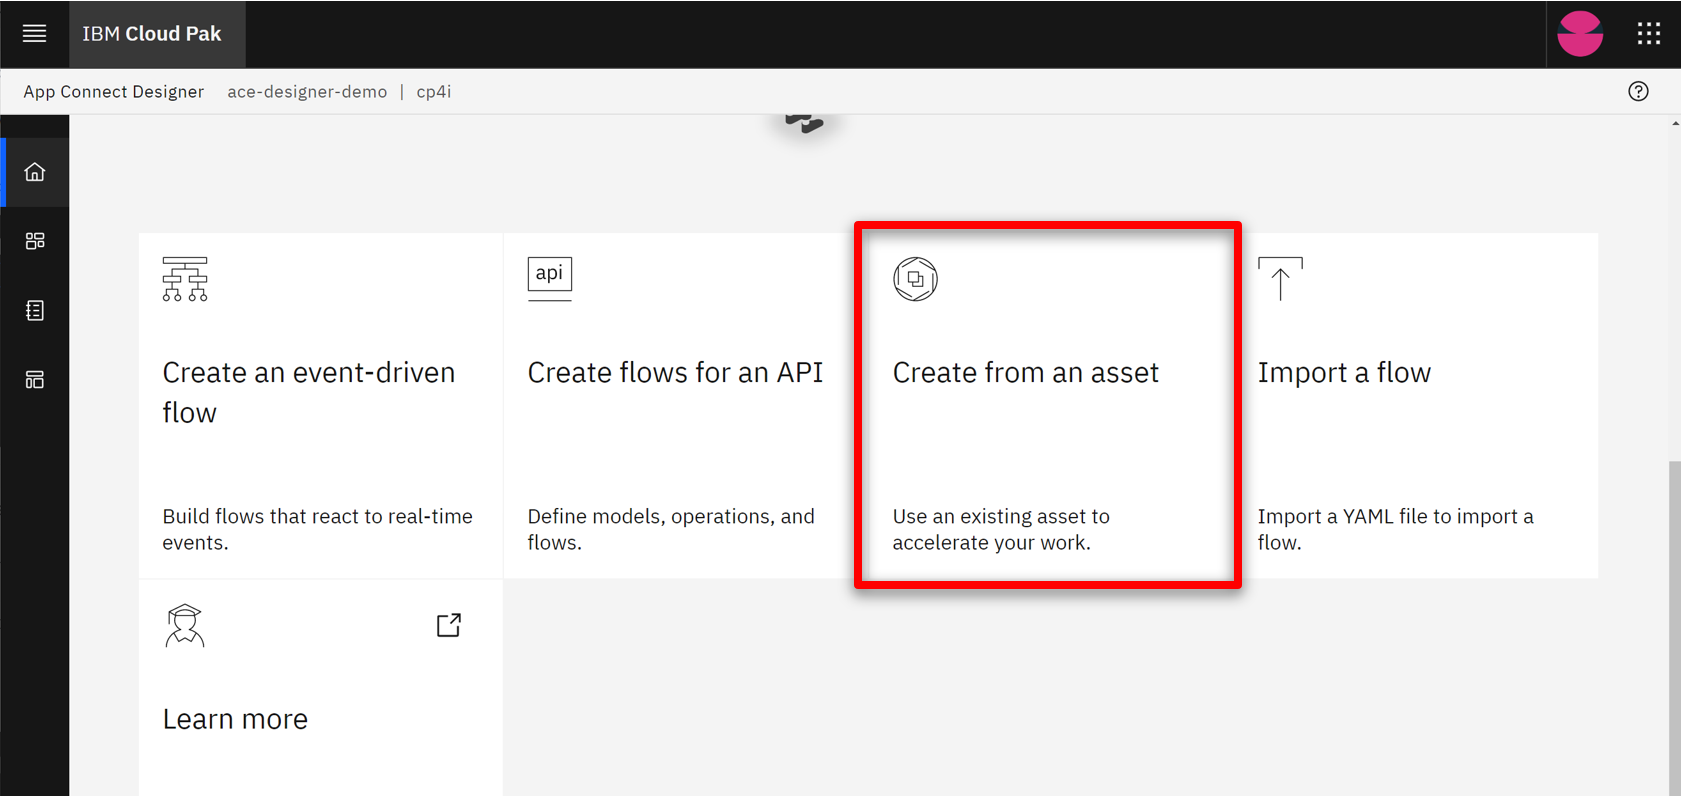 IBM Cloud Pak
App Connect Designer ace-designer-demo | cp4i
api
Create an event-driven
flow
Build flows that react to real-time
events.
Create flows for an API
Define models, operations, and
flows.
Create from an asset
Use an existing asset to
accelerate your work.
Import a flow
Import a YAML file to import a
flow.
Learn more